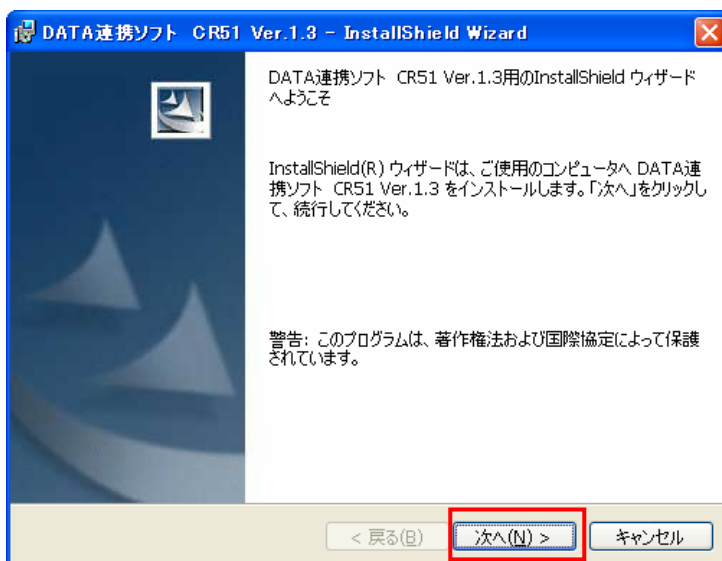 DATA連携ソフト CR51 Ver.1.3 - InstallShield Wizard
DATA連携ソフト CR51 Ver.1.3用のInstallShield ウィザード
へようこそ
InstallShield(R) ウィザードは、ご使用のコンピュータへ DATA連
携ソフト CR51 Ver.1.3 をインストールします。「次へ」をクリックし
て、続行してください。
警告: このプログラムは、著作権法および国際協定によって保護
されています。
< 戻る(B)
次へ(N) >
キャンセル